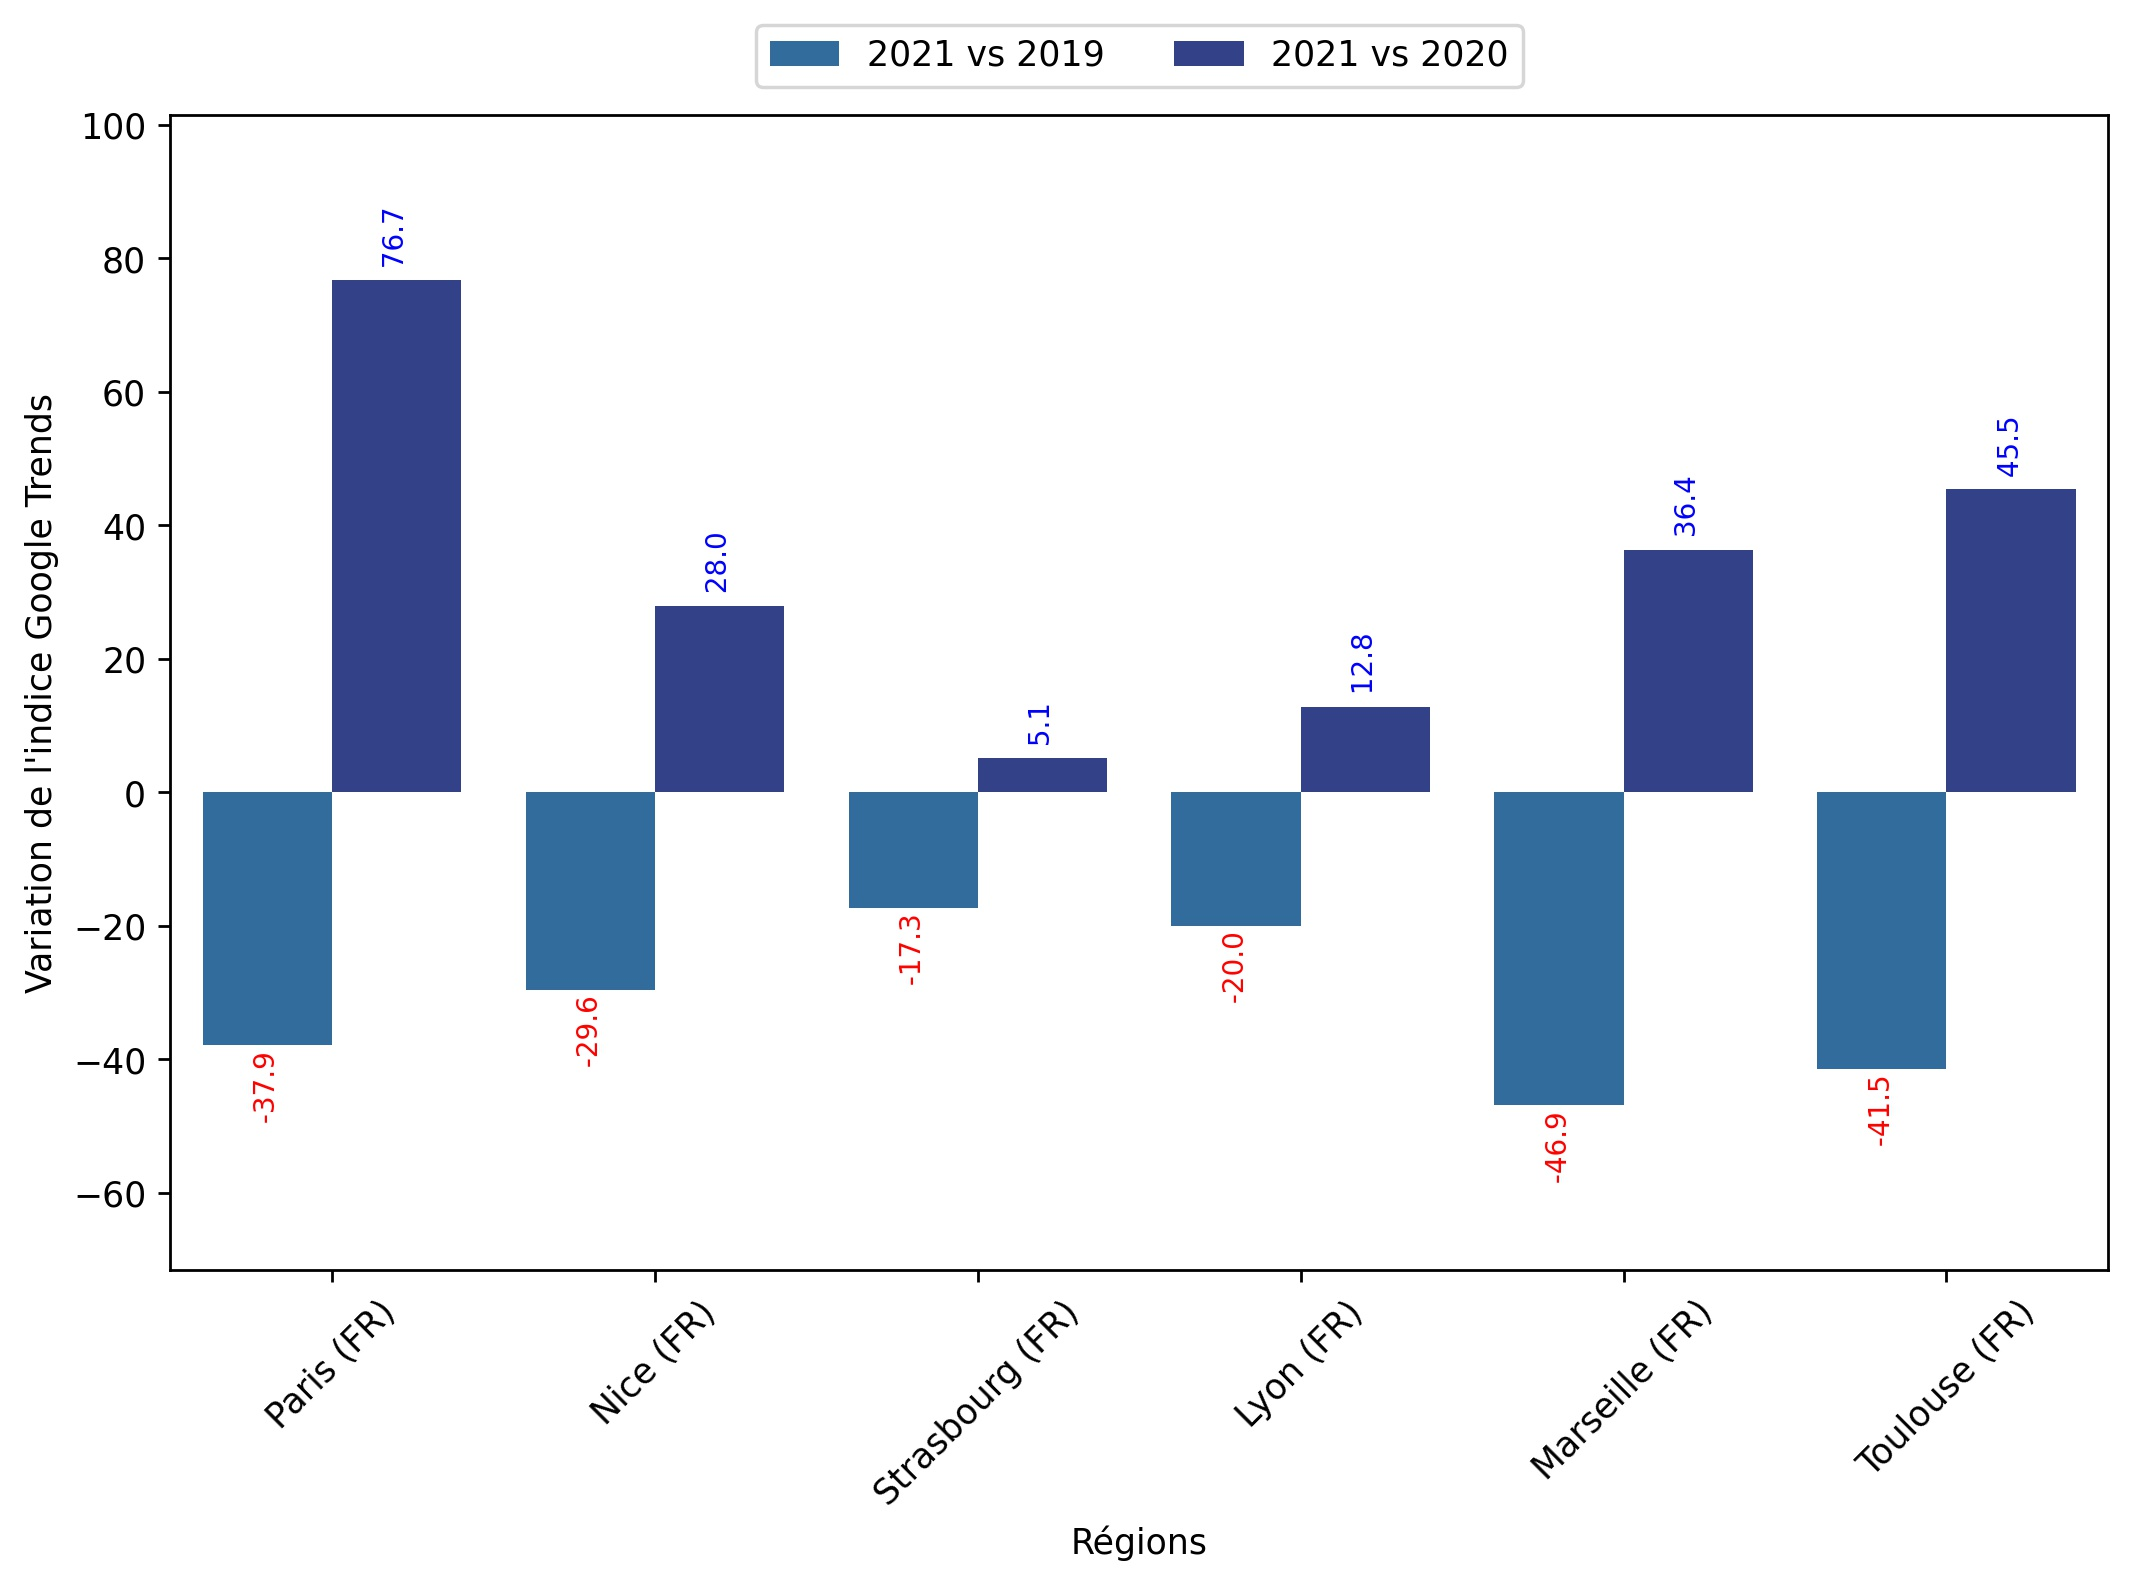 2021 vs 2019
2021 vs 2020
Variation de l'indice Google Trends
100
80
60
40
20
0
−20
−40
−60
76.7
28.0
5.1
12.8
36.4
45.5
-37.9
-29.6
-17.3
-20.0
-46.9
-41.5
Paris (FR)
Nice (FR)
Strasbourg (FR)
Lyon (FR)
Marseille (FR)
Toulouse (FR)
Régions